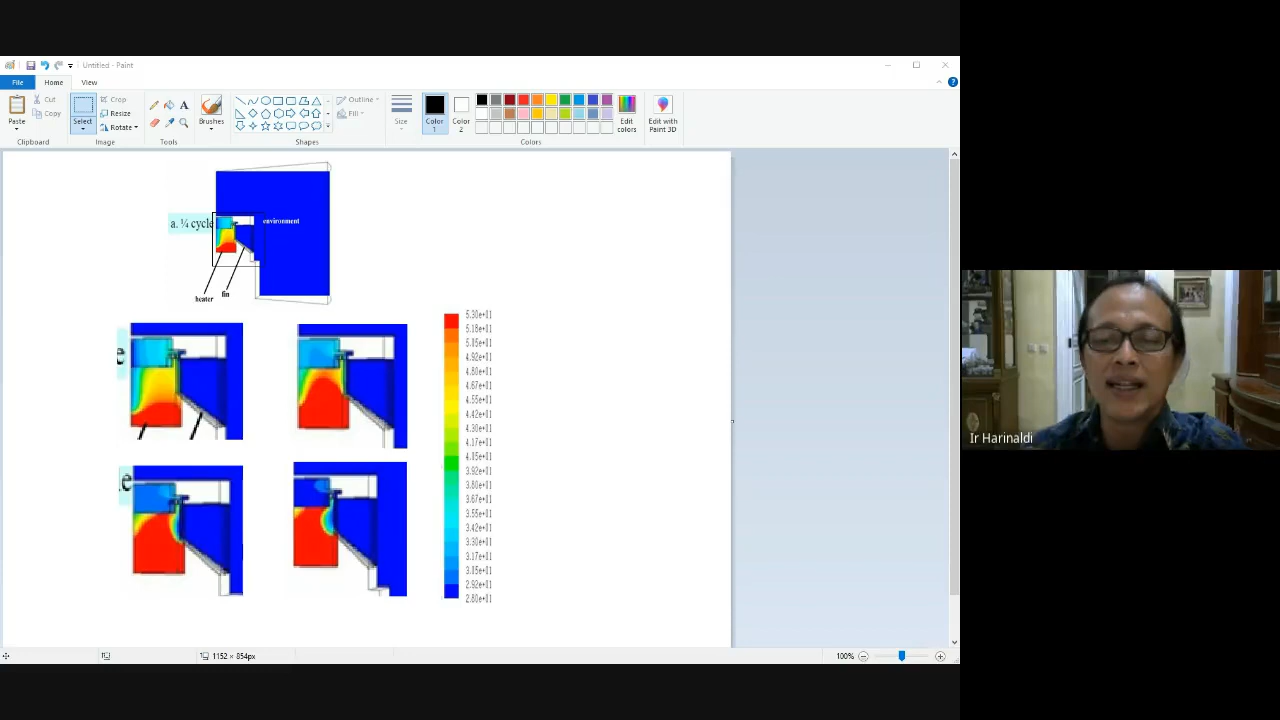 Untitled - Paint
File
Home
View
Paste
Cut
Copy
Clipboard
Select
Crop
Resize
Rotate
Image
Tools
Brushes
Shapes
Outline
Fill
Size
Color 1
Color 2
Edit colors
Colors
Edit with Paint 3D
a. ¼ cycle
environment
heater
fin
e
e
5.30e+01
5.18e+01
5.05e+01
4.92e+01
4.80e+01
4.67e+01
4.55e+01
4.42e+01
4.30e+01
4.17e+01
4.05e+01
3.92e+01
3.80e+01
3.67e+01
3.55e+01
3.42e+01
3.30e+01
3.17e+01
3.05e+01
2.92e+01
2.80e+01
Ir Harinaldi
1152 × 854px
100%